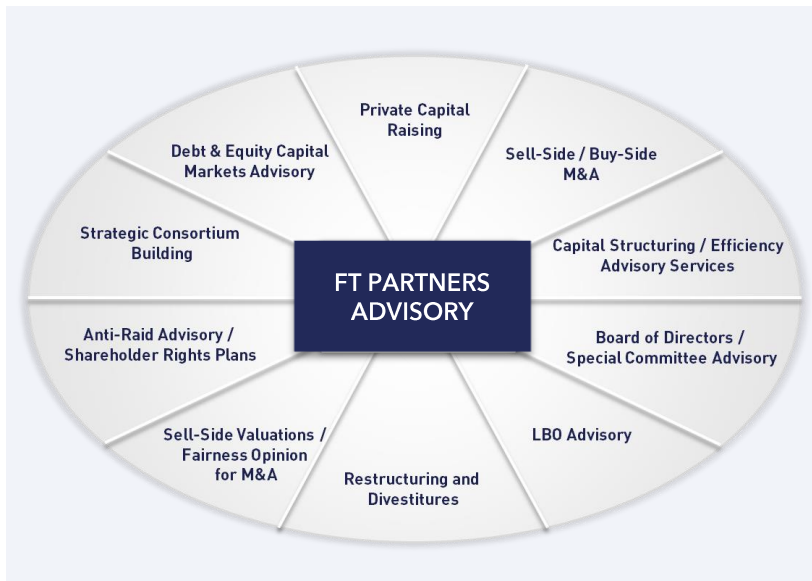 Private Capital
Raising
Sell-Side / Buy-Side
M&A
Capital Structuring / Efficiency
Advisory Services
Board of Directors /
Special Committee Advisory
LBO Advisory
Restructuring and
Divestitures
Sell-Side Valuations /
Fairness Opinion
for M&A
Anti-Raid Advisory /
Shareholder Rights Plans
Strategic Consortium
Building
Debt & Equity Capital
Markets Advisory
FT PARTNERS
ADVISORY